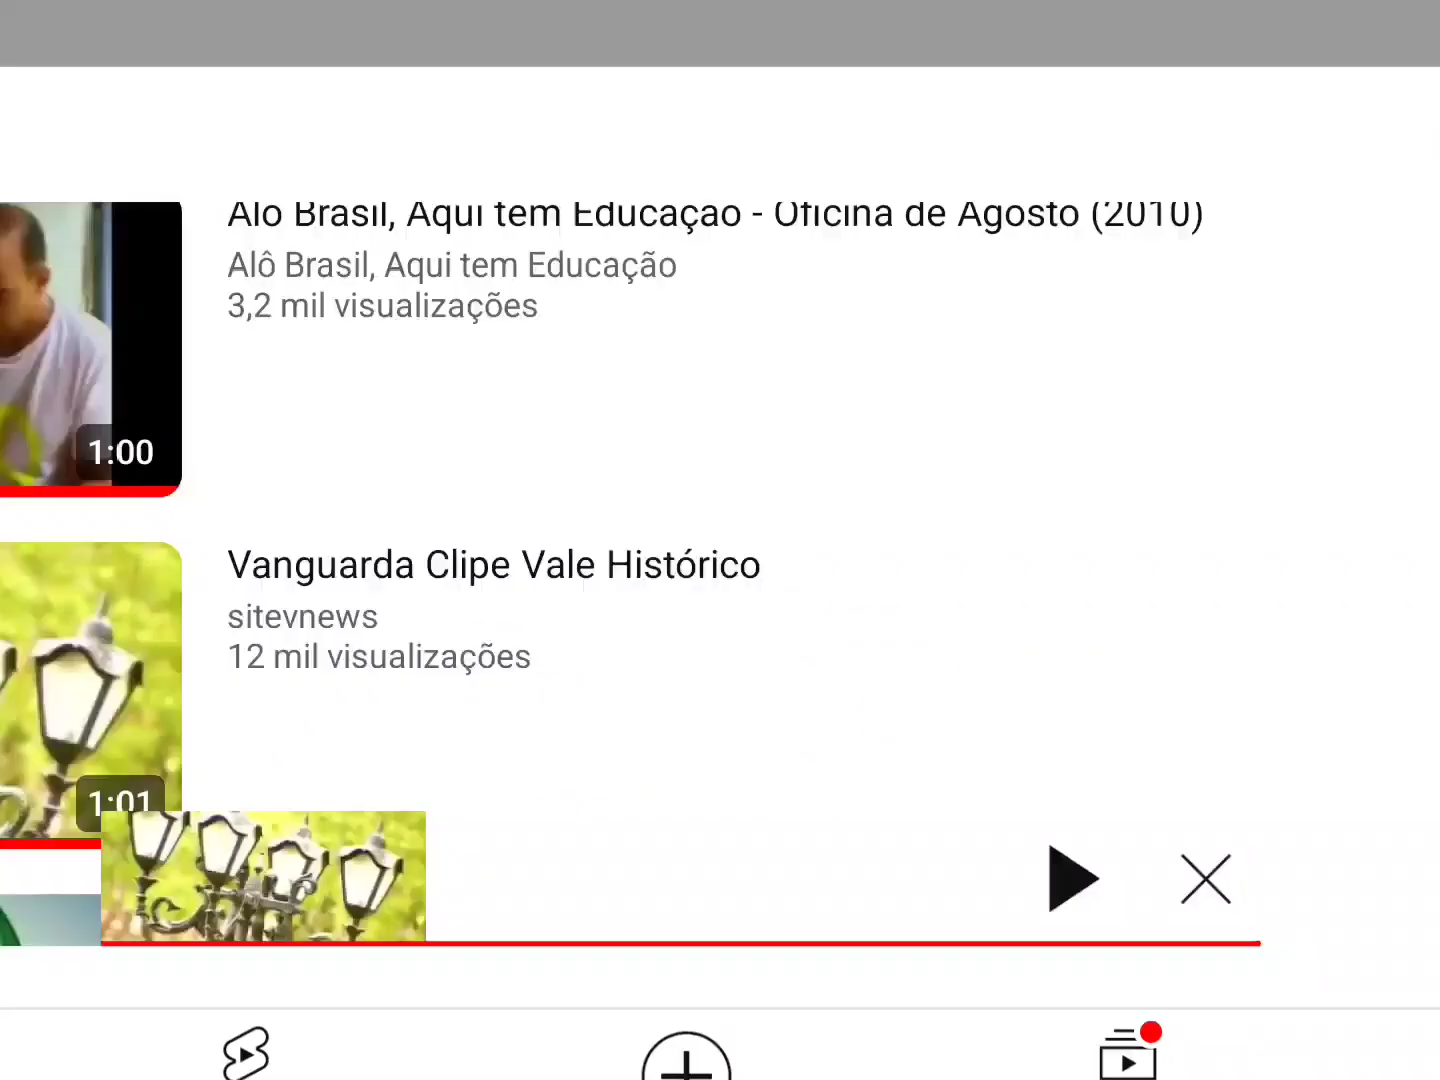 Alô Brasil, Aqui tem Educação - Oficina de Agosto (2010)
Alô Brasil, Aqui tem Educação
3,2 mil visualizações
1:00
Vanguarda Clipe Vale Histórico
sitevnews
12 mil visualizações
1:01